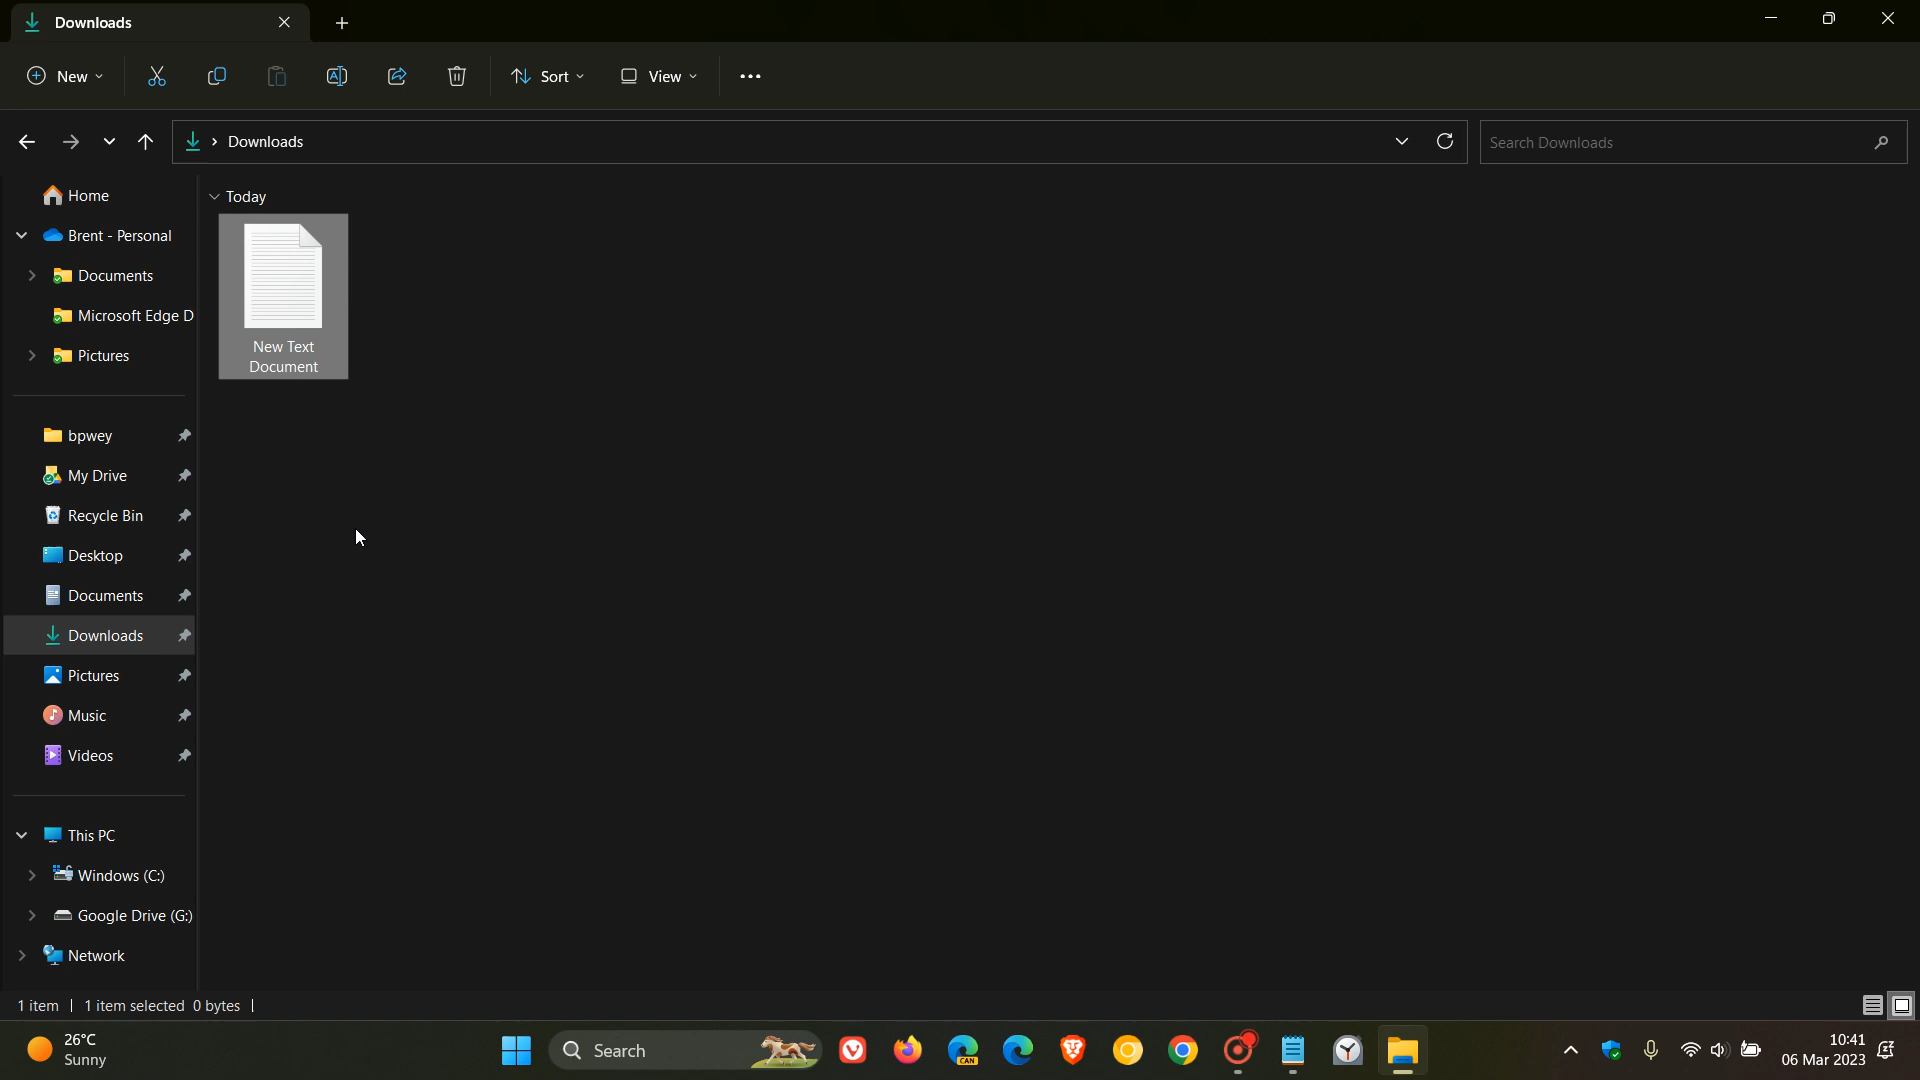 Downloads
New
Sort
View
Downloads
Search Downloads
Home
Brent - Personal
Documents
Microsoft Edge D
Pictures
bpwey
My Drive
Recycle Bin
Desktop
Documents
Downloads
Pictures
Music
Videos
This PC
Windows (C:)
Google Drive (G:)
Network
Today
New Text
Document
1 item
1 item selected 0 bytes
26°C
Sunny
Search
CAN
10:41
06 Mar 2023